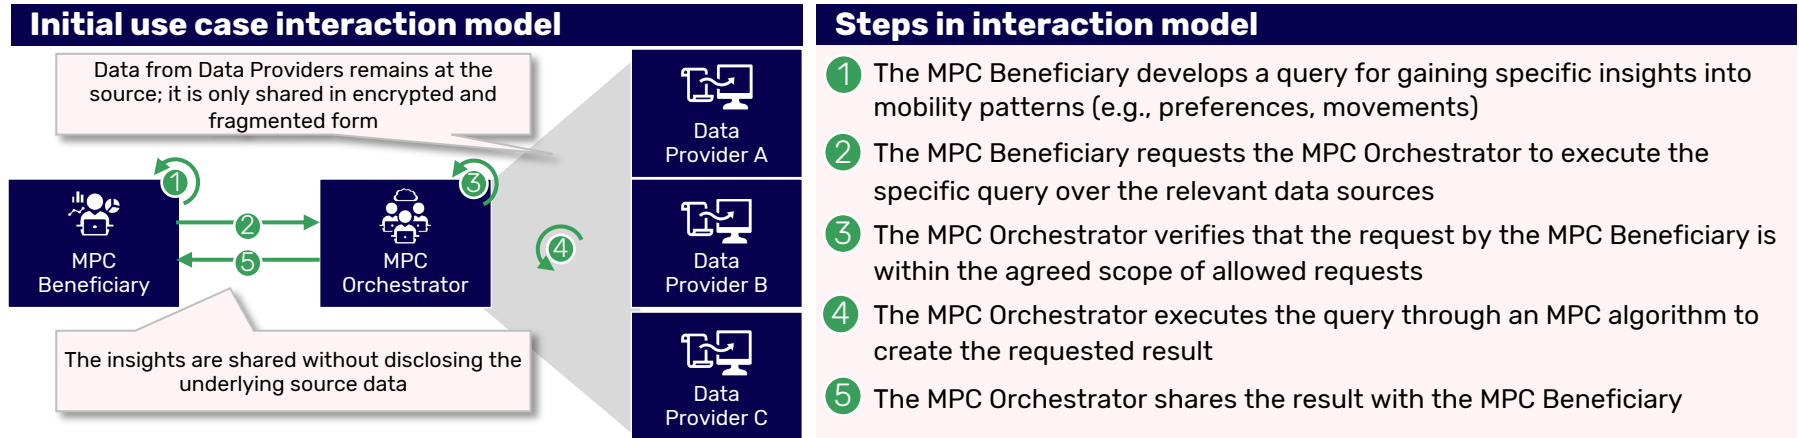 Initial use case interaction model
Data from Data Providers remains at the
source; it is only shared in encrypted and
fragmented form
Data
Provider A
1
3
MPC
Beneficiary
2
5
MPC
Orchestrator
4
Data
Provider B
The insights are shared without disclosing the
underlying source data
Data
Provider C
Steps in interaction model
1 The MPC Beneficiary develops a query for gaining specific insights into
mobility patterns (e.g., preferences, movements)
2 The MPC Beneficiary requests the MPC Orchestrator to execute the
specific query over the relevant data sources
3 The MPC Orchestrator verifies that the request by the MPC Beneficiary is
within the agreed scope of allowed requests
4 The MPC Orchestrator executes the query through an MPC algorithm to
create the requested result
5 The MPC Orchestrator shares the result with the MPC Beneficiary